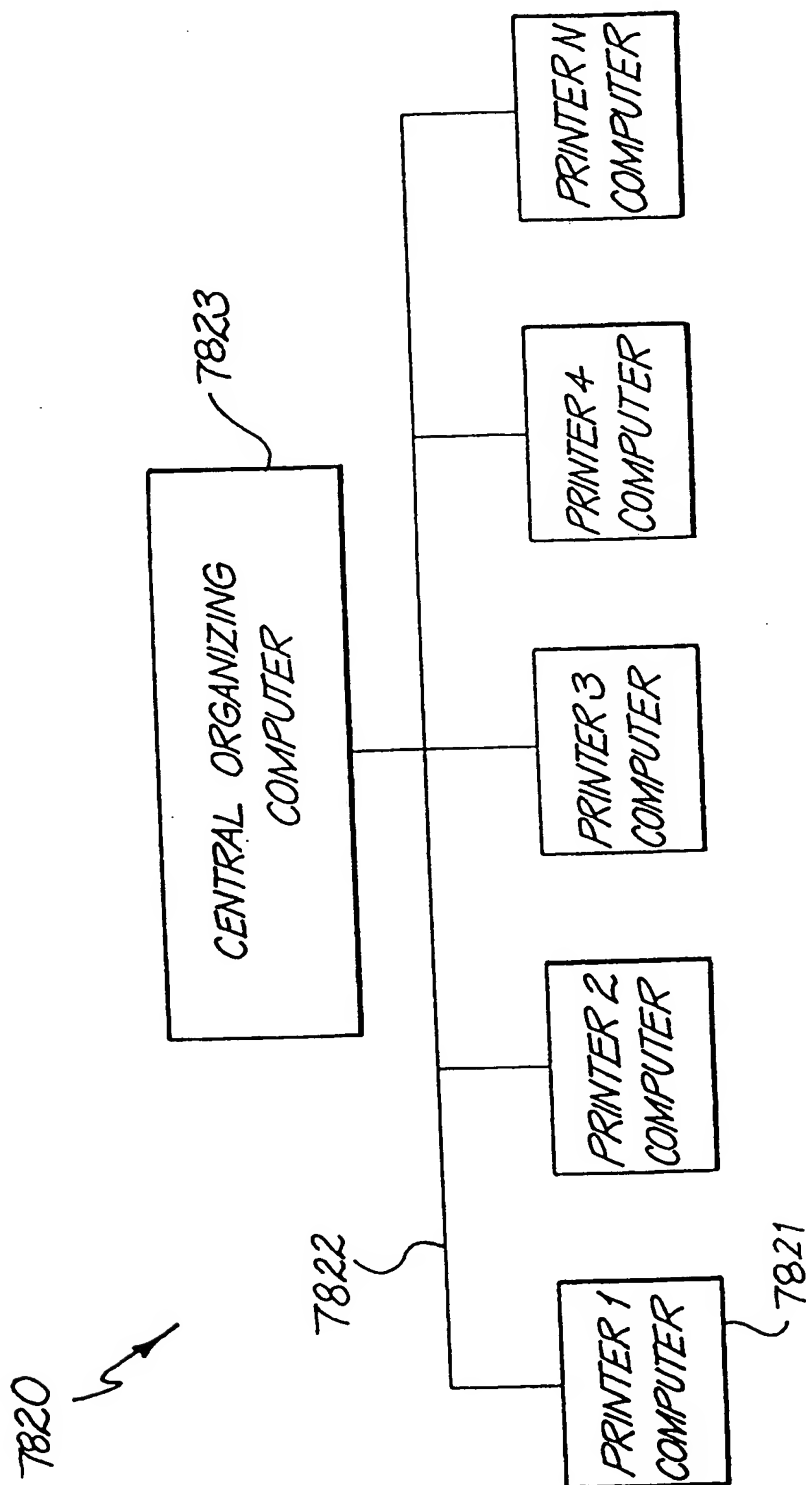 7820
CENTRAL ORGANIZING
COMPUTER
7823
7822
PRINTER 1
COMPUTER
7821
PRINTER 2
COMPUTER
PRINTER 3
COMPUTER
PRINTER 4
COMPUTER
PRINTER N
COMPUTER